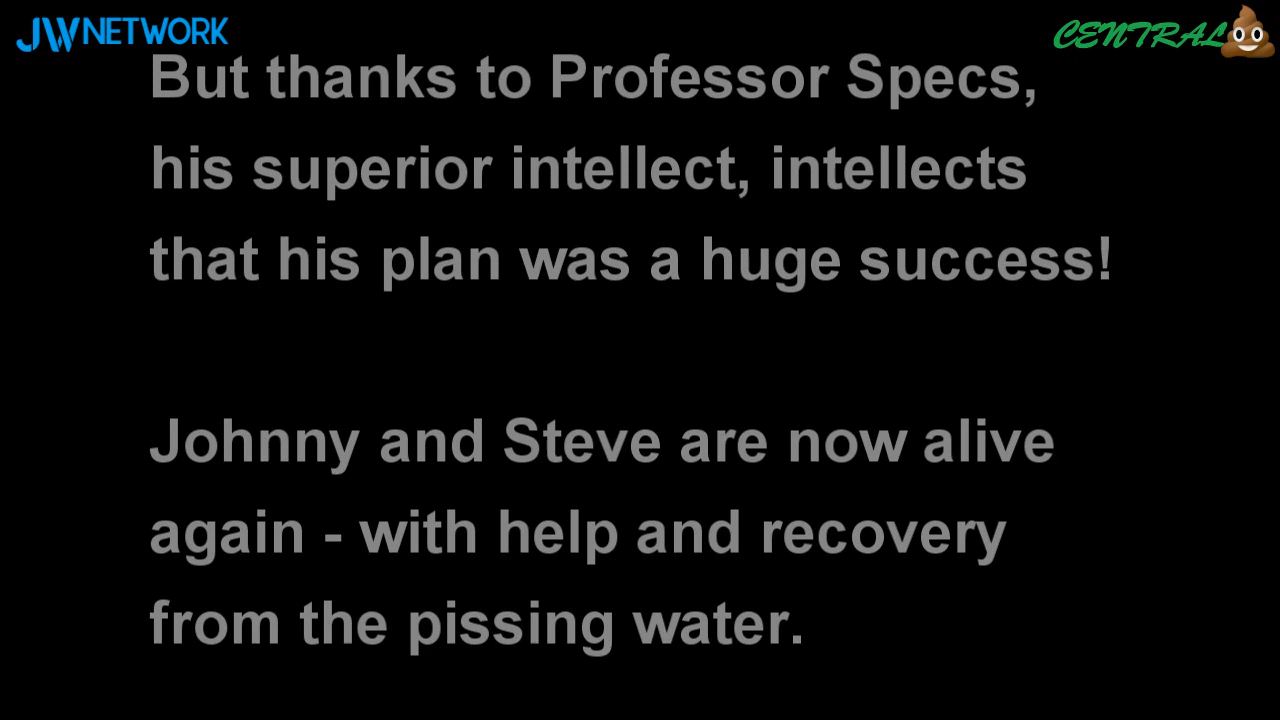 JWNETWORK
CENTRAL
But thanks to Professor Specs,
his superior intellect, intellects
that his plan was a huge success!
Johnny and Steve are now alive
again - with help and recovery
from the pissing water.